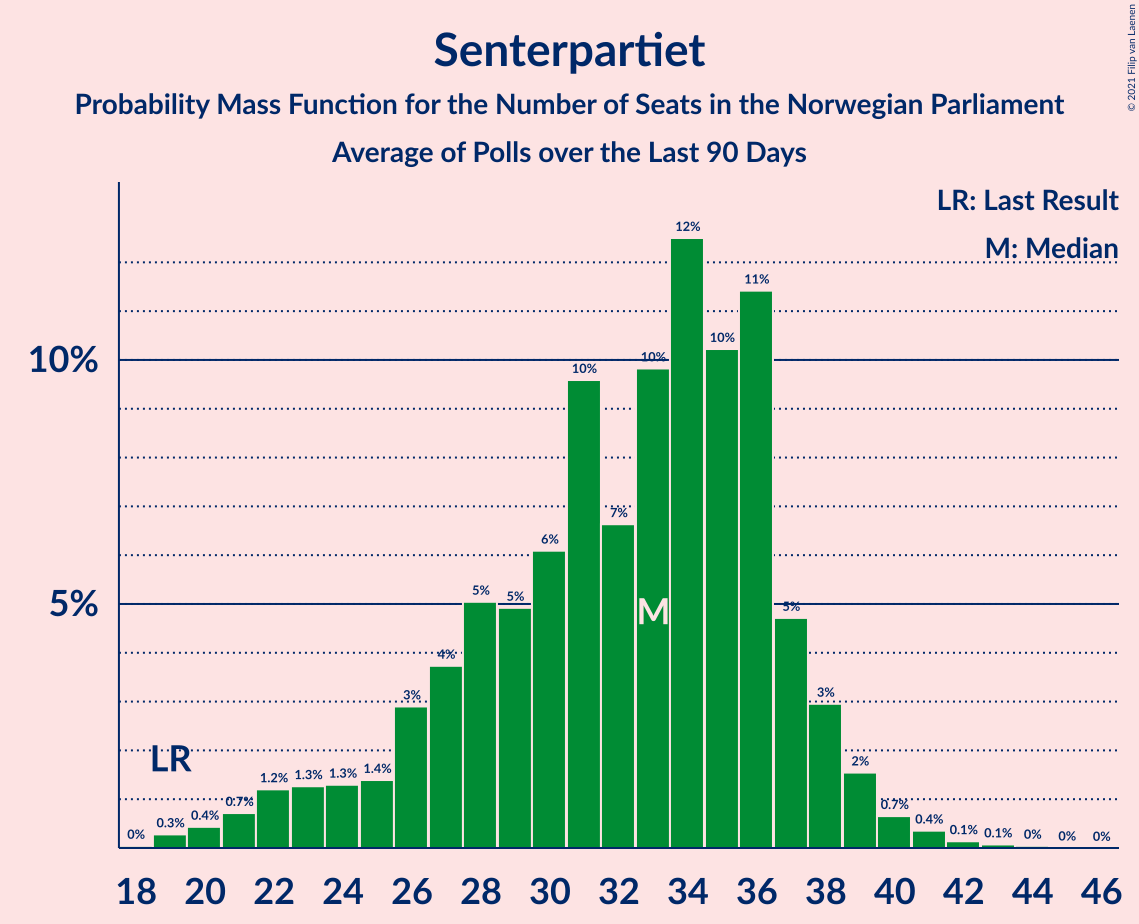 Senterpartiet
Probability Mass Function for the Number of Seats in the Norwegian Parliament
Average of Polls over the Last 90 Days
© 2021 Filip van Laenen
LR: Last Result
M: Median
10%
5%
LR
M
0% 0.3% 0.4% 0.7% 1.2% 1.3% 1.3% 1.4% 3% 4% 5% 5% 6% 10% 7% 10% 12% 10% 11% 5% 3% 2% 0.7% 0.4% 0.1% 0.1% 0% 0% 0%
18 20 22 24 26 28 30 32 34 36 38 40 42 44 46